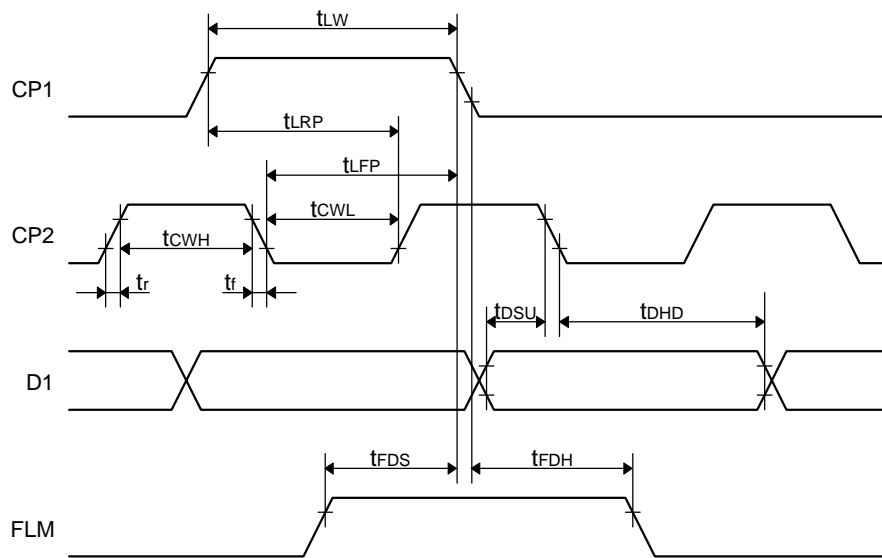 tLW
CP1
tLRP
tLFP
tCWL
CP2
tCWH
tr
tf
tDSU
tDHD
D1
tFDS
tFDH
FLM